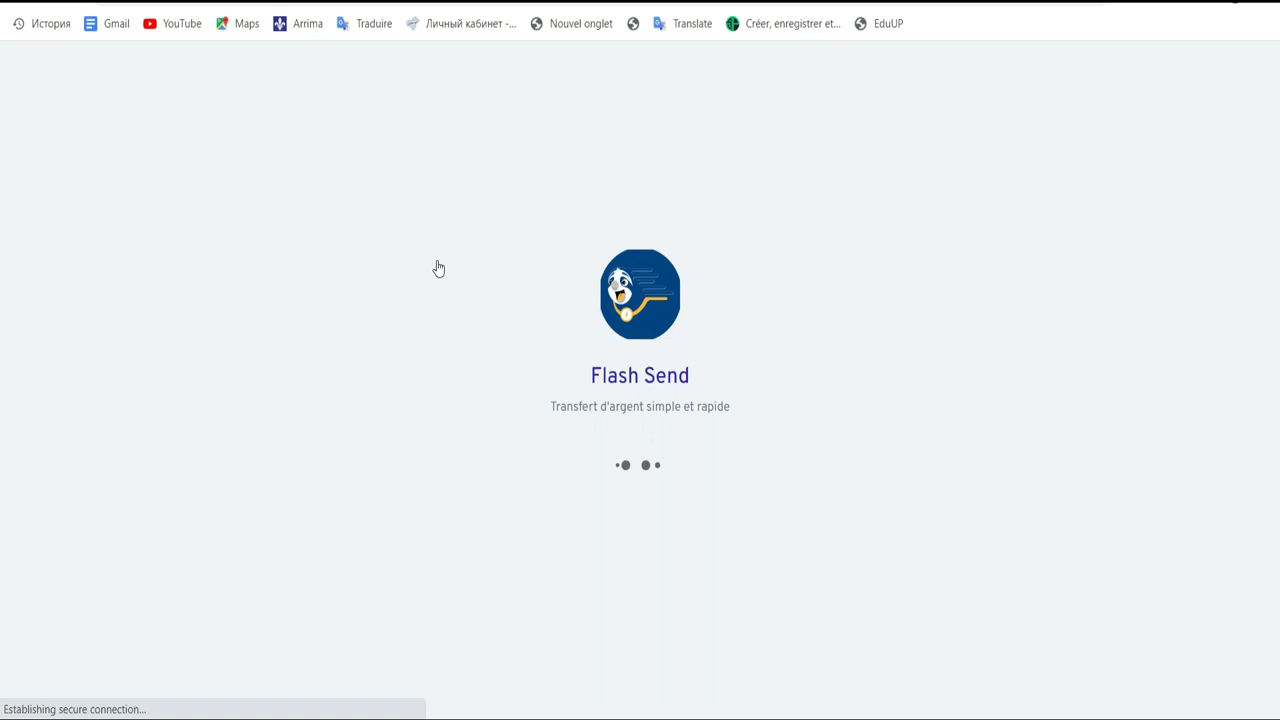 История Gmail YouTube Maps Arrima Traduire Личный кабинет -... Nouvel onglet Translate Créer, enregistrer et... EduUP
Flash Send
Transfert d'argent simple et rapide
Establishing secure connection...